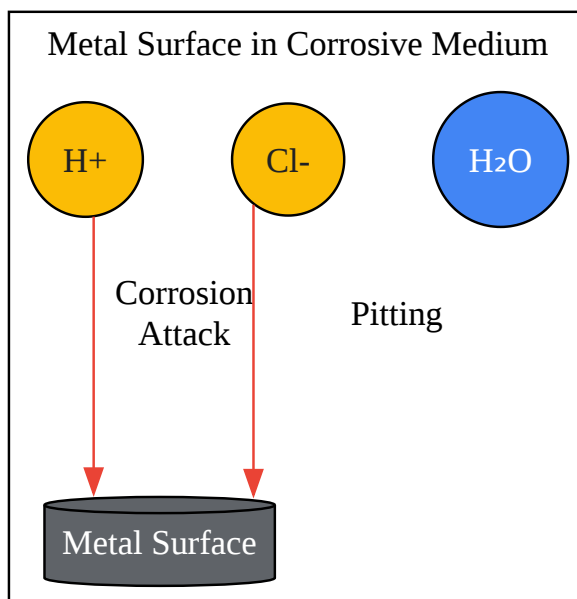 Metal Surface in Corrosive Medium
H+
Cl-
H₂O
Corrosion
Attack
Pitting
Metal Surface